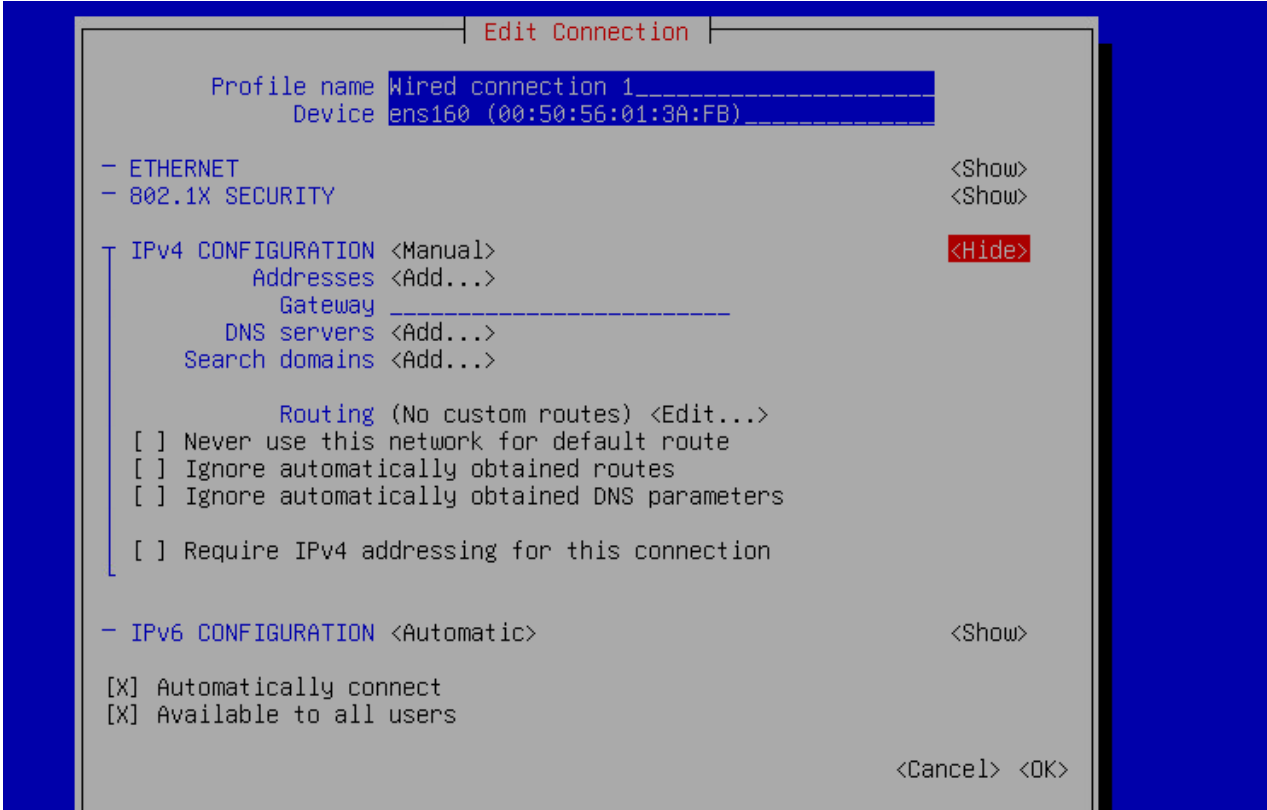 Edit Connection
Profile name Wired connection 1______________________
Device ens160 (00:50:56:01:3A:FB)______________
ETHERNET <Show>
802.1X SECURITY <Show>
IPv4 CONFIGURATION <Manual> <Hide>
Addresses <Add...>
Gateway _________________________
DNS servers <Add...>
Search domains <Add...>
Routing (No custom routes) <Edit...>
[ ] Never use this network for default route
[ ] Ignore automatically obtained routes
[ ] Ignore automatically obtained DNS parameters
[ ] Require IPv4 addressing for this connection
IPv6 CONFIGURATION <Automatic> <Show>
[X] Automatically connect
[X] Available to all users
<Cancel> <OK>